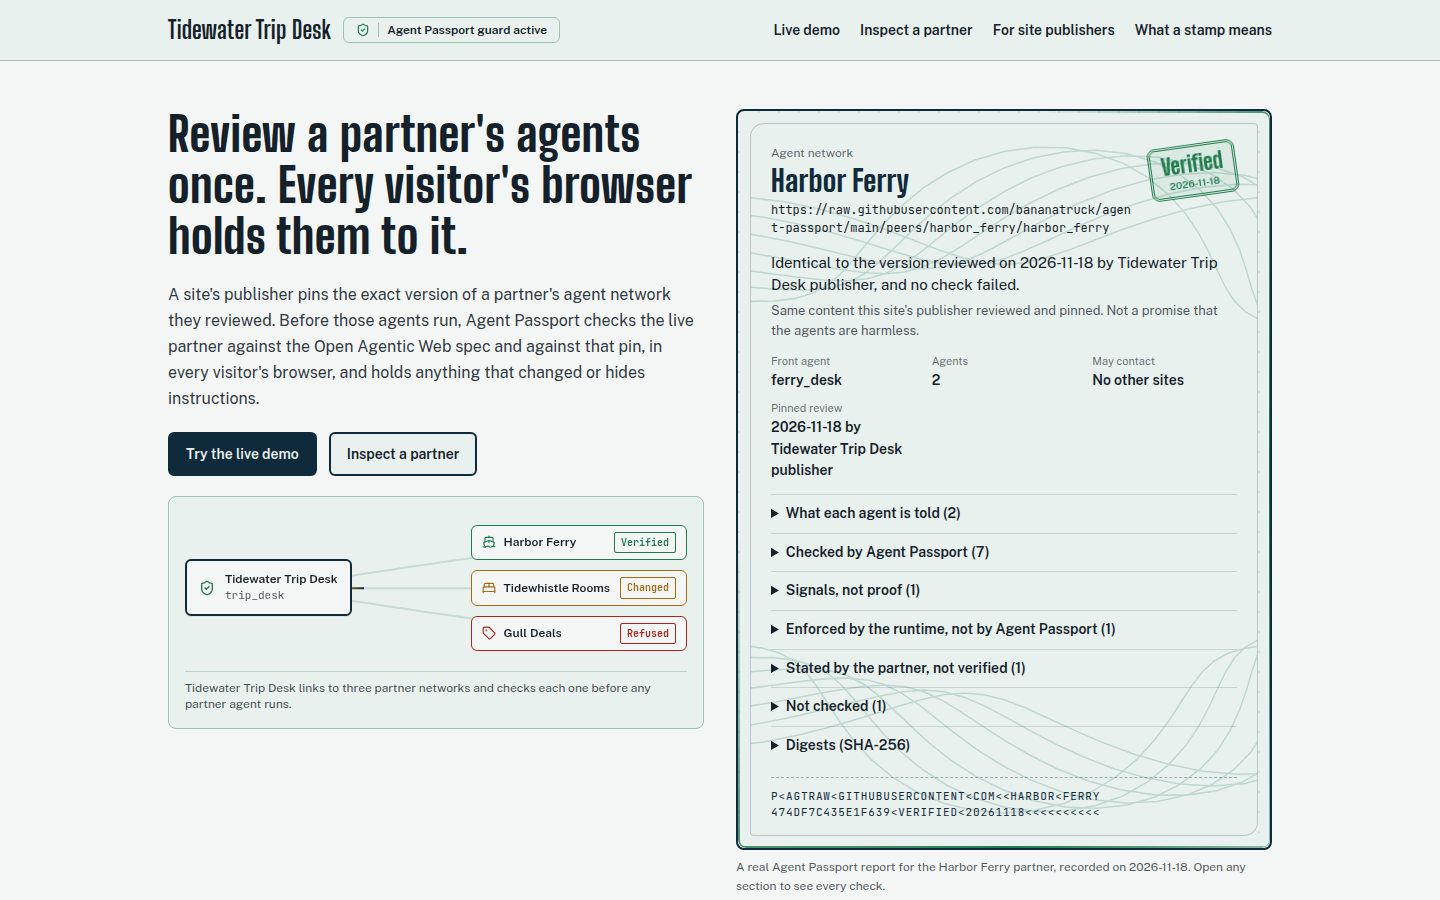 Tidewater Trip Desk
Agent Passport guard active
Live demo
Inspect a partner
For site publishers
What a stamp means
Review a partner's agents
once. Every visitor's browser
holds them to it.
A site's publisher pins the exact version of a partner's agent network
they reviewed. Before those agents run, Agent Passport checks the live
partner against the Open Agentic Web spec and against that pin, in
every visitor's browser, and holds anything that changed or hides
instructions.
Try the live demo
Inspect a partner
Tidewater Trip Desk
trip_desk
Harbor Ferry
Verified
Tidewhistle Rooms
Changed
Gull Deals
Refused
Tidewater Trip Desk links to three partner networks and checks each one before any
partner agent runs.
Agent network
Harbor Ferry
Verified
2026-11-18
https://raw.githubusercontent.com/bananatruck/agen
t-passport/main/peers/harbor_ferry/harbor_ferry
Identical to the version reviewed on 2026-11-18 by Tidewater Trip
Desk publisher, and no check failed.
Same content this site's publisher reviewed and pinned. Not a promise that
the agents are harmless.
Front agent
ferry_desk
Agents
2
May contact
No other sites
Pinned review
2026-11-18 by
Tidewater Trip Desk
publisher
What each agent is told (2)
Checked by Agent Passport (7)
Signals, not proof (1)
Enforced by the runtime, not by Agent Passport (1)
Stated by the partner, not verified (1)
Not checked (1)
Digests (SHA-256)
P<AGTRAW<GITHUBUSERCONTENT<COM<<HARBOR<FERRY
474DF7C435E1F639<VERIFIED<20261118<<<<<<<<<<
A real Agent Passport report for the Harbor Ferry partner, recorded on 2026-11-18. Open any
section to see every check.